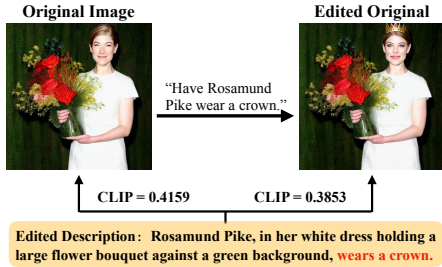 Original Image
Edited Original
“Have Rosamund
Pike wear a crown.”
CLIP = 0.4159
CLIP = 0.3853
Edited Description: Rosamund Pike, in her white dress holding a
large flower bouquet against a green background, wears a crown.